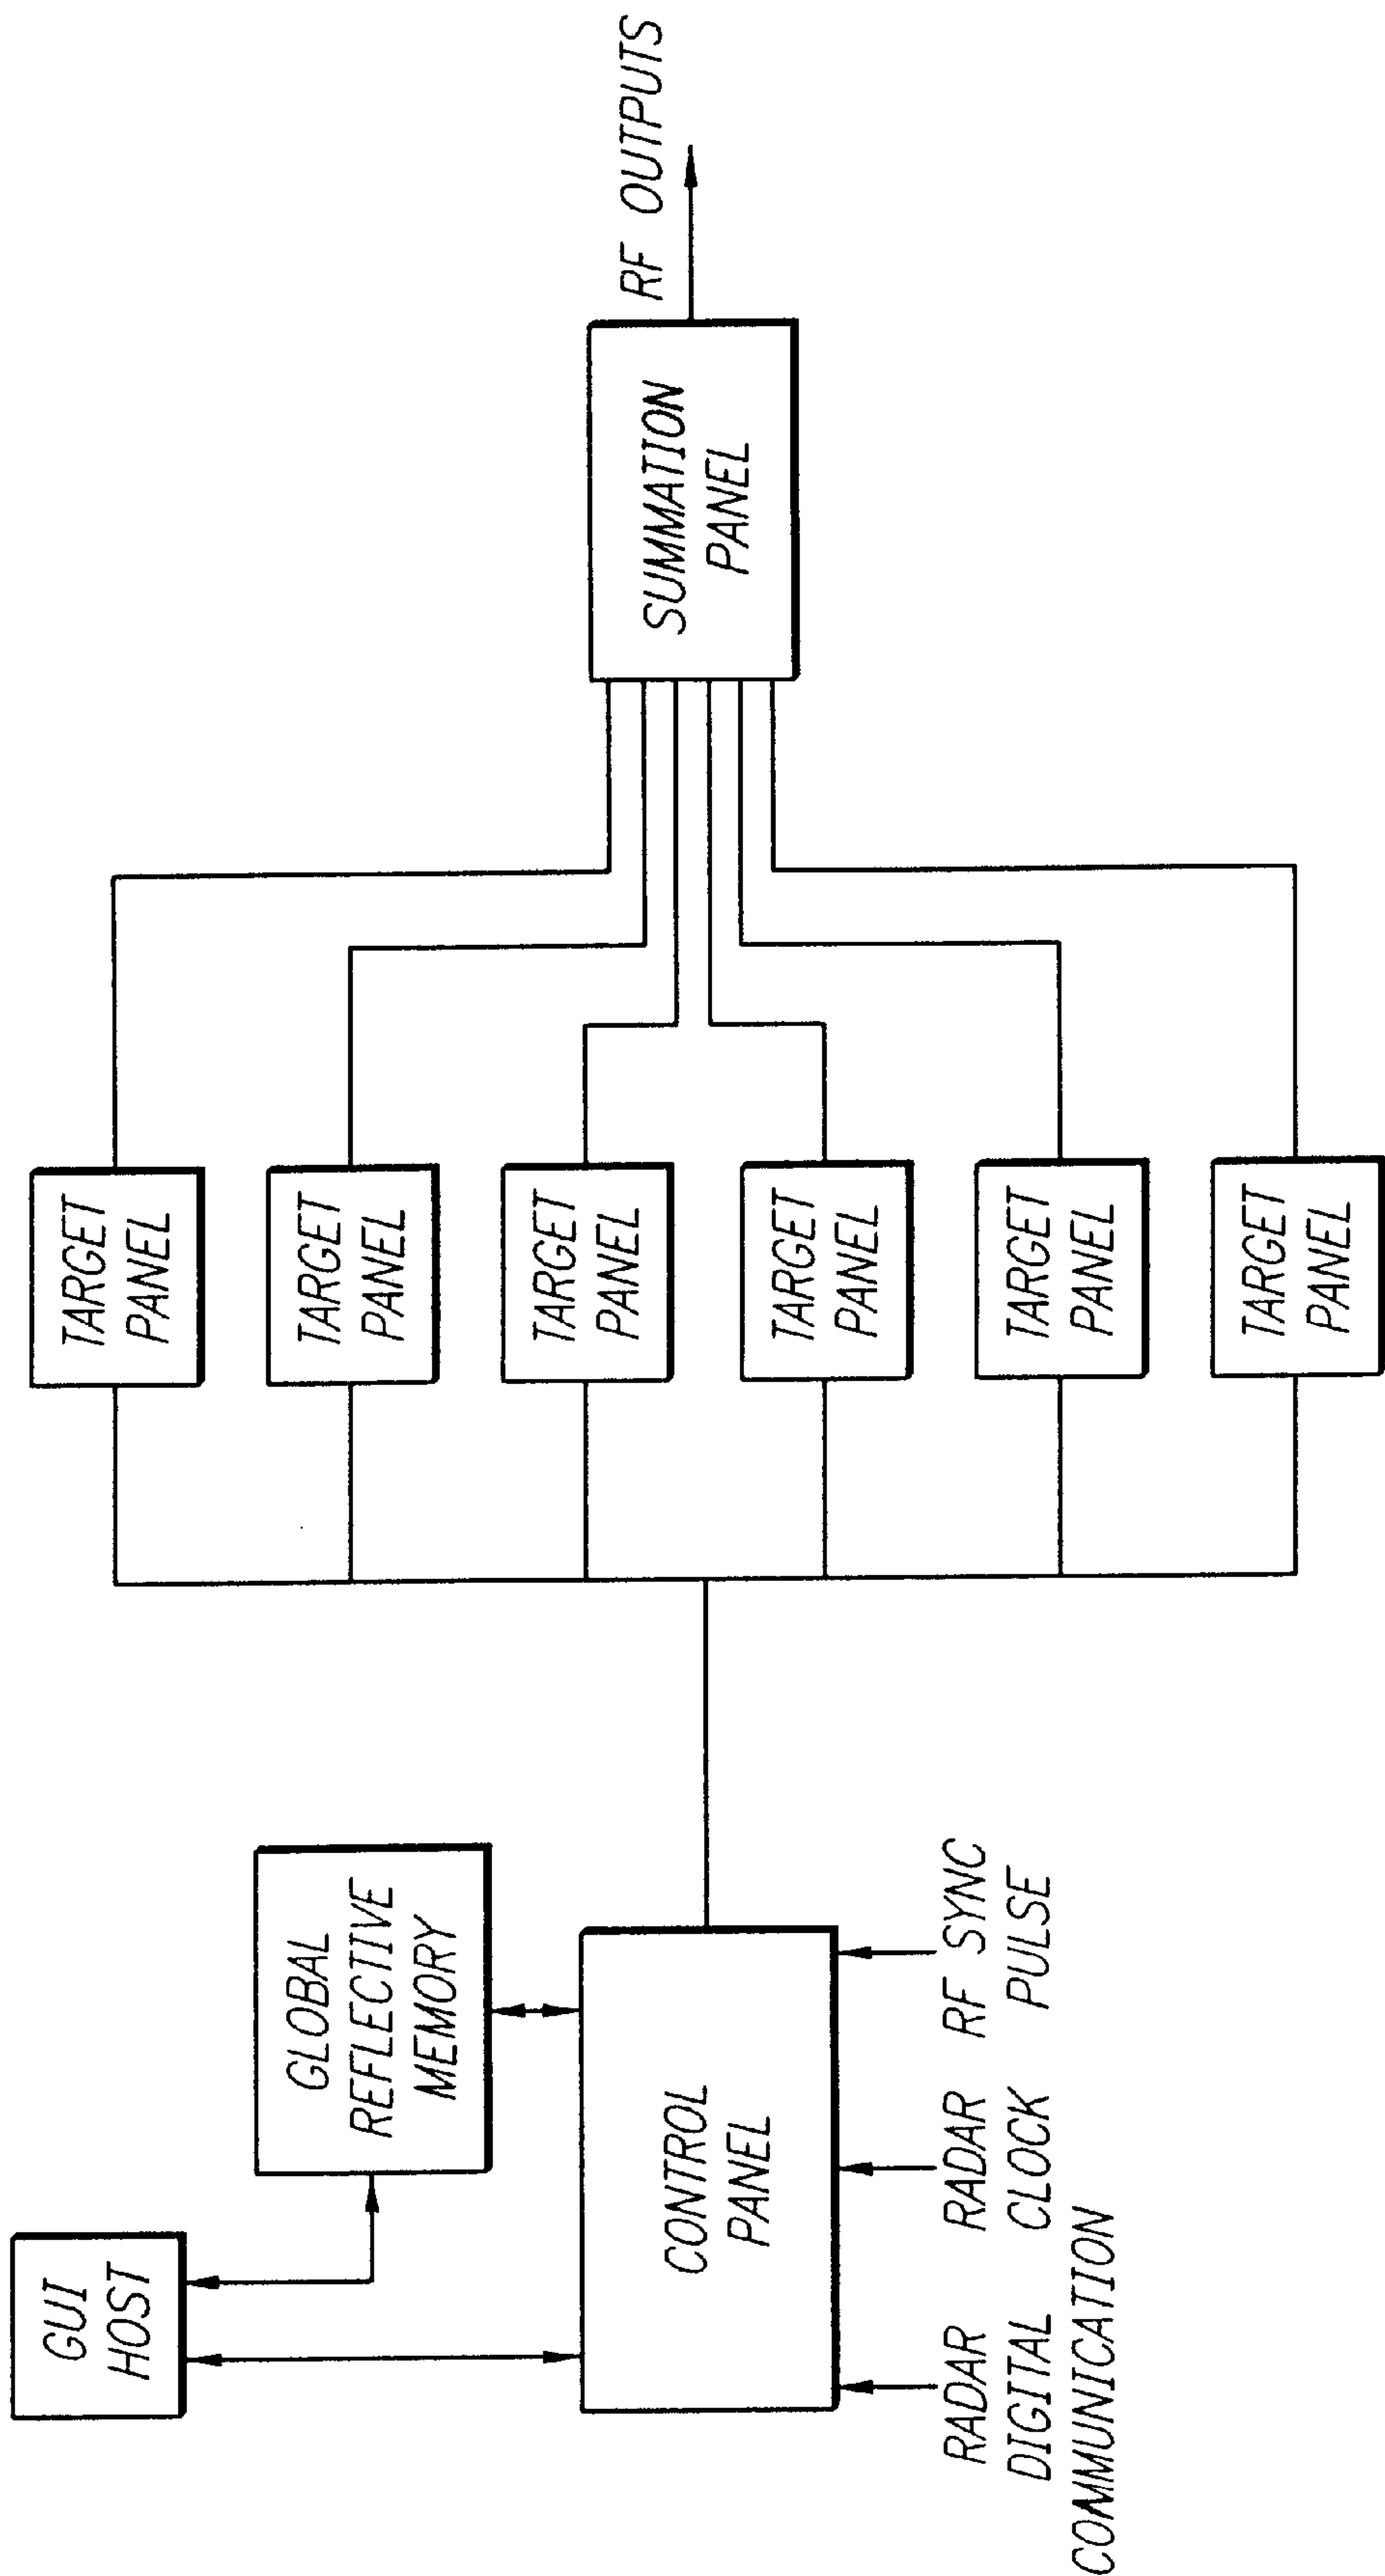 GUI
HOST
GLOBAL
REFLECTIVE
MEMORY
CONTROL
PANEL
RADAR
DIGITAL
COMMUNICATION
RADAR
CLOCK
RF SYNC
PULSE
TARGET
PANEL
TARGET
PANEL
TARGET
PANEL
TARGET
PANEL
TARGET
PANEL
TARGET
PANEL
SUMMATION
PANEL
RF OUTPUTS